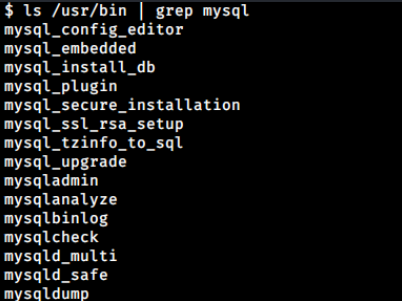 $ ls /usr/bin | grep mysql
mysql_config_editor
mysql_embedded
mysql_install_db
mysql_plugin
mysql_secure_installation
mysql_ssl_rsa_setup
mysql_tzinfo_to_sql
mysql_upgrade
mysqladmin
mysqlanalyze
mysqlbinlog
mysqlcheck
mysqld_multi
mysqld_safe
mysqldump